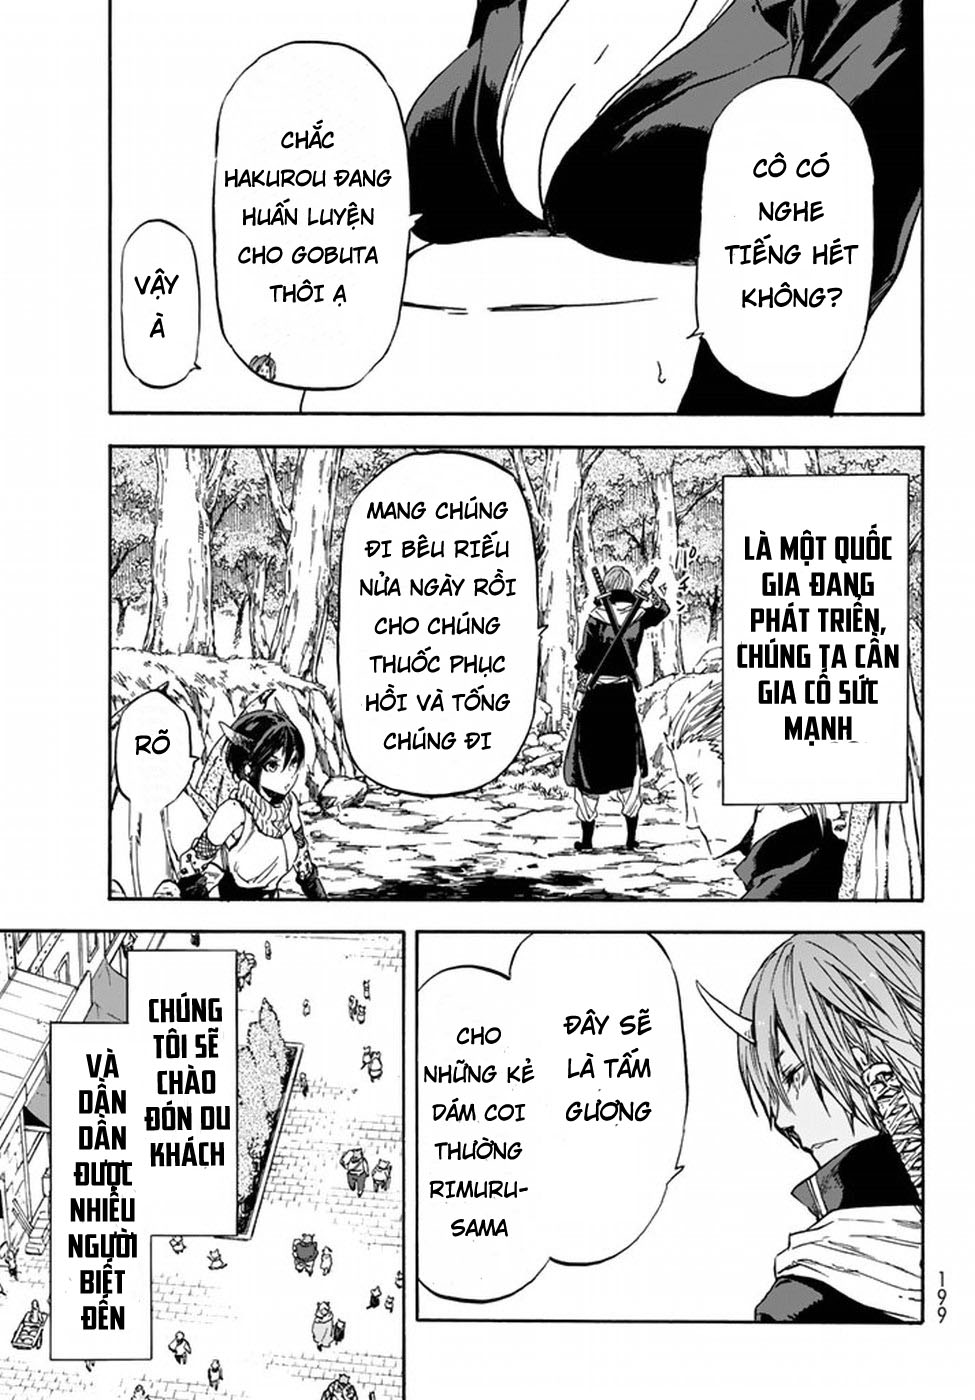 CÔ CÓ
NGHE
TIẾNG HÉT
KHÔNG?
CHẮC
HAKUROU ĐANG
HUẤN LUYỆN
CHO GOBUTA
THÔI Ạ
VẬY
À
LÀ MỘT QUỐC
GIA ĐANG
PHÁT TRIỂN,
CHÚNG TA CẦN
GIA CỐ SỨC
MẠNH
MANG CHÚNG
ĐI BÊU RIẾU
NỬA NGÀY RỒI
CHO CHÚNG
THUỐC PHỤC
HỒI VÀ TỐNG
CHÚNG ĐI
RÕ
ĐÂY SẼ
LÀ TẤM
GƯƠNG
CHO
NHỮNG KẺ
DÁM COI
THƯỜNG
RIMURU-
SAMA
CHÚNG
TÔI SẼ
CHÀO
ĐÓN DU
KHÁCH
VÀ
DẦN
DẦN
ĐƯỢC
NHIỀU
NGƯỜI
BIẾT
ĐẾN
199